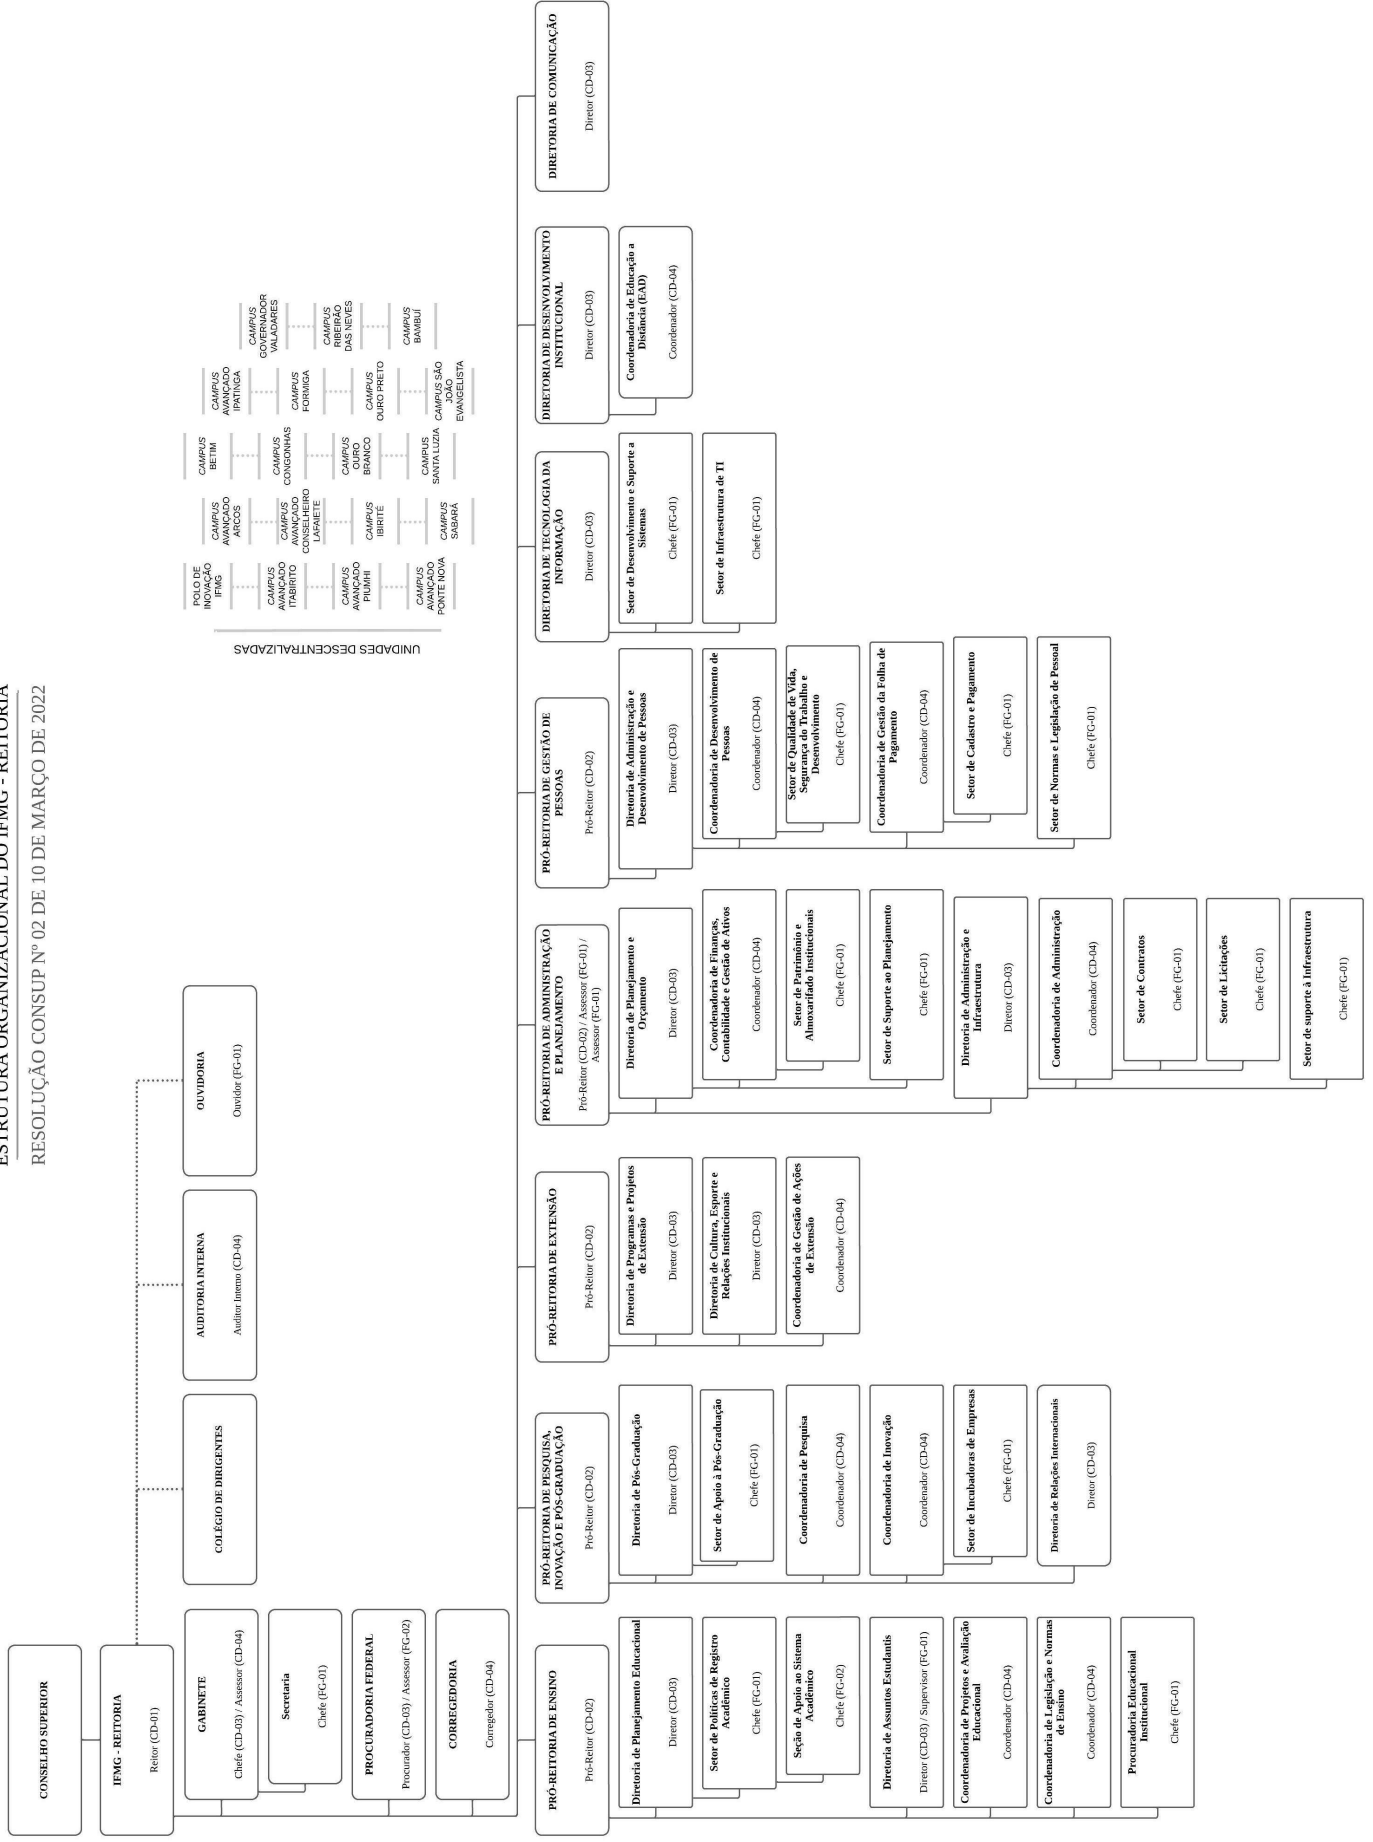 ESTRUTURA ORGANIZACIONAL DO IFMG - REITORIA
RESOLUÇÃO CONSUP Nº 02 DE 10 DE MARÇO DE 2022
CONSELHO SUPERIOR
IFMG - REITORIA
Reitor (CD-01)
COLÉGIO DE DIRIGENTES
AUDITORIA INTERNA
Auditor Interno (CD-04)
OUVIDORIA
Ouvidor (FG-01)
GABINETE
Chefe (CD-03) / Assessor (CD-04)
Secretaria
Chefe (FG-01)
PROCURADORIA FEDERAL
Procurador (CD-03) / Assessor (FG-02)
CORREGEDORIA
Corregedor (CD-04)
UNIDADES DESCENTRALIZADAS
POLO DE
INOVAÇÃO
IFMG
CAMPUS
AVANÇADO
ITABIRITO
CAMPUS
AVANÇADO
PIUMHI
CAMPUS
AVANÇADO
PONTE NOVA
CAMPUS
AVANÇADO
ARCOS
CAMPUS
AVANÇADO
CONSELHEIRO
LAFAIETE
CAMPUS
IBIRITÉ
CAMPUS
SABARÁ
CAMPUS
BETIM
CAMPUS
CONGONHAS
CAMPUS
OURO
BRANCO
CAMPUS
SANTA LUZIA
CAMPUS
AVANÇADO
IPATINGA
CAMPUS
FORMIGA
CAMPUS
OURO PRETO
CAMPUS SÃO
JOÃO
EVANGELISTA
CAMPUS
GOVERNADOR
VALADARES
CAMPUS
RIBEIRÃO
DAS NEVES
CAMPUS
BAMBUÍ
PRÓ-REITORIA DE ENSINO
Pró-Reitor (CD-02)
Diretoria de Planejamento Educacional
Diretor (CD-03)
Setor de Políticas de Registro
Acadêmico
Chefe (FG-01)
Seção de Apoio ao Sistema
Acadêmico
Chefe (FG-02)
Diretoria de Assuntos Estudantis
Diretor (CD-03) / Supervisor (FG-01)
Coordenadoria de Projetos e Avaliação
Educacional
Coordenador (CD-04)
Coordenadoria de Legislação e Normas
de Ensino
Coordenador (CD-04)
Procuradoria Educacional
Institucional
Chefe (FG-01)
PRÓ-REITORIA DE PESQUISA,
INOVAÇÃO E PÓS-GRADUAÇÃO
Pró-Reitor (CD-02)
Diretoria de Pós-Graduação
Diretor (CD-03)
Setor de Apoio à Pós-Graduação
Chefe (FG-01)
Coordenadoria de Pesquisa
Coordenador (CD-04)
Coordenadoria de Inovação
Coordenador (CD-04)
Setor de Incubadoras de Empresas
Chefe (FG-01)
Diretoria de Relações Internacionais
Diretor (CD-03)
PRÓ-REITORIA DE EXTENSÃO
Pró-Reitor (CD-02)
Diretoria de Programas e Projetos
de Extensão
Diretor (CD-03)
Diretoria de Cultura, Esporte e
Relações Institucionais
Diretor (CD-03)
Coordenadoria de Gestão de Ações
de Extensão
Coordenador (CD-04)
PRÓ-REITORIA DE ADMINISTRAÇÃO
E PLANEJAMENTO
Pró-Reitor (CD-02) / Assessor (FG-01) /
Assessor (FG-01)
Diretoria de Planejamento e
Orçamento
Diretor (CD-03)
Coordenadoria de Finanças,
Contabilidade e Gestão de Ativos
Coordenador (CD-04)
Setor de Patrimônio e
Almoxarifado Institucionais
Chefe (FG-01)
Setor de Suporte ao Planejamento
Chefe (FG-01)
Diretoria de Administração e
Infraestrutura
Diretor (CD-03)
Coordenadoria de Administração
Coordenador (CD-04)
Setor de Contratos
Chefe (FG-01)
Setor de Licitações
Chefe (FG-01)
Setor de suporte à Infraestrutura
Chefe (FG-01)
PRÓ-REITORIA DE GESTÃO DE
PESSOAS
Pró-Reitor (CD-02)
Diretoria de Administração e
Desenvolvimento de Pessoas
Diretor (CD-03)
Coordenadoria de Desenvolvimento de
Pessoas
Coordenador (CD-04)
Setor de Qualidade de Vida,
Segurança do Trabalho e
Desenvolvimento
Chefe (FG-01)
Coordenadoria de Gestão da Folha de
Pagamento
Coordenador (CD-04)
Setor de Cadastro e Pagamento
Chefe (FG-01)
Setor de Normas e Legislação de Pessoal
Chefe (FG-01)
DIRETORIA DE TECNOLOGIA DA
INFORMAÇÃO
Diretor (CD-03)
Setor de Desenvolvimento e Suporte a
Sistemas
Chefe (FG-01)
Setor de Infraestrutura de TI
Chefe (FG-01)
DIRETORIA DE DESENVOLVIMENTO
INSTITUCIONAL
Diretor (CD-03)
Coordenadoria de Educação a
Distância (EAD)
Coordenador (CD-04)
DIRETORIA DE COMUNICAÇÃO
Diretor (CD-03)